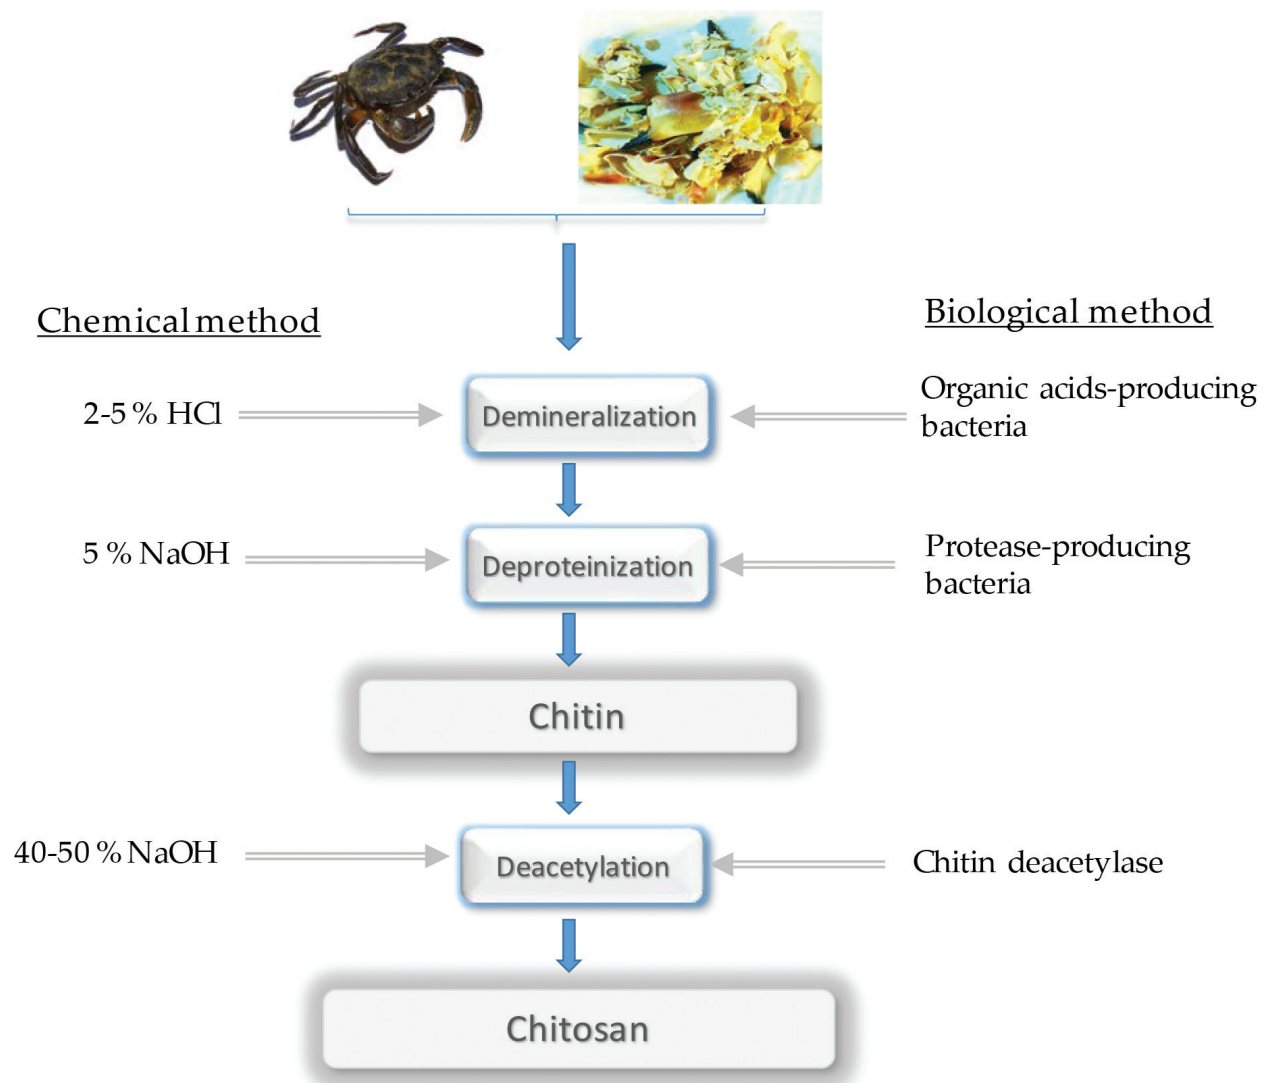 Chemical method
Biological method
2-5 % HCl
Demineralization
Organic acids-producing
bacteria
5 % NaOH
Deproteinization
Protease-producing
bacteria
Chitin
40-50 % NaOH
Deacetylation
Chitin deacetylase
Chitosan